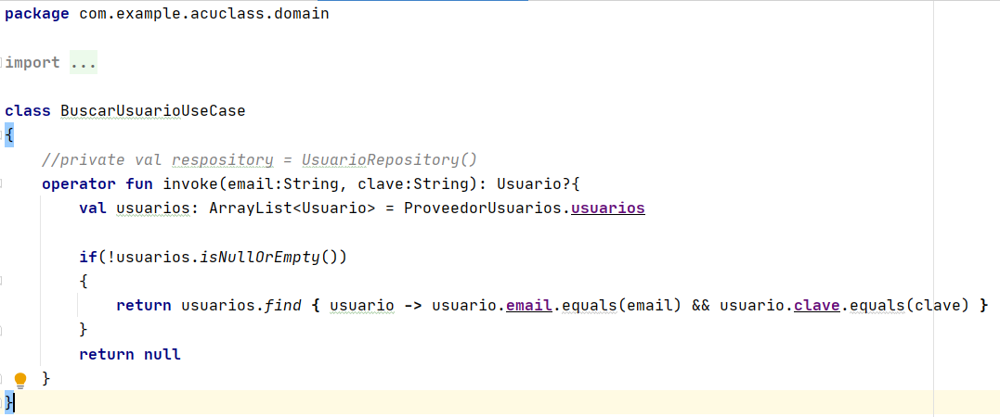 package com.example.acuclass.domain
import ...
class BuscarUsuarioUseCase
{
//private val respository = UsuarioRepository()
operator fun invoke(email:String, clave:String): Usuario?{
val usuarios: ArrayList<Usuario> = ProveedorUsuarios.usuarios
if(!usuarios.isNullOrEmpty())
{
return usuarios.find { usuario -> usuario.email.equals(email) && usuario.clave.equals(clave) }
}
return null
}
}